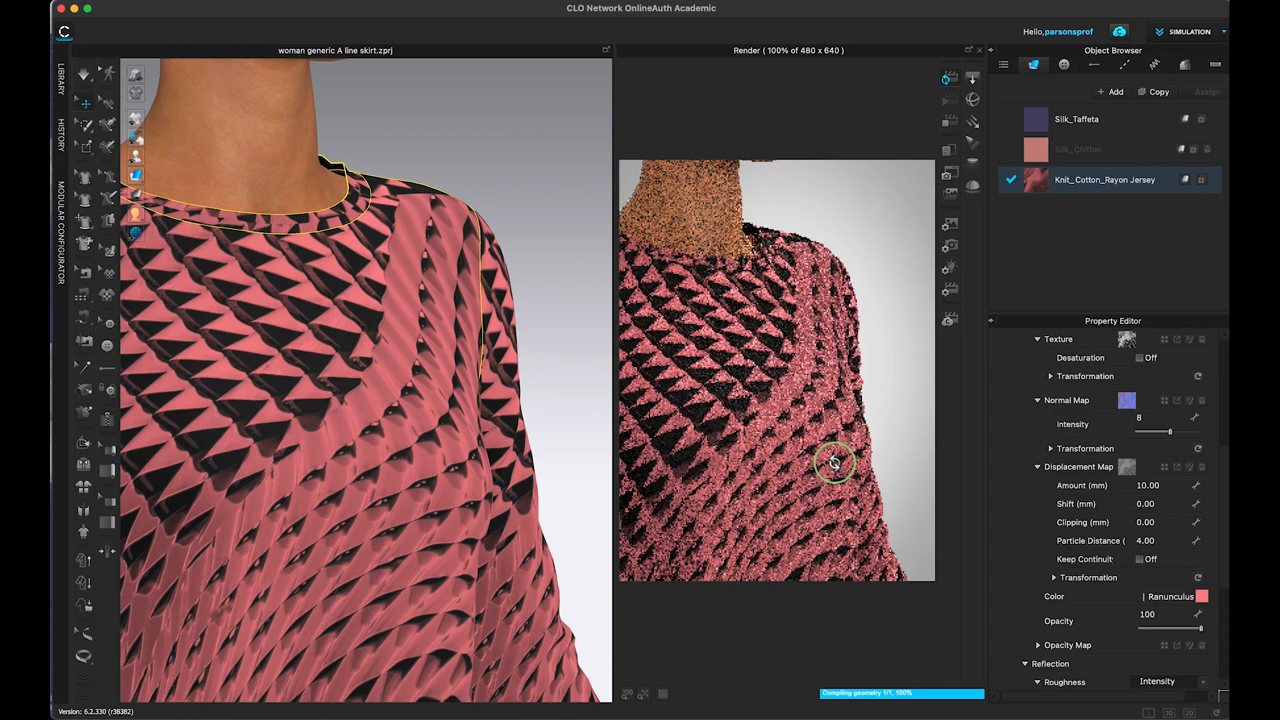 CLO Network OnlineAuth Academic
C
Hello,parsonsprof
SIMULATION
woman generic A line skirt.zprj
Render ( 100% of 480 x 640 )
Object Browser
LIBRARY
HISTORY
MODULAR CONFIGURATOR
+ Add
Copy
Assign
Silk_Taffeta
Silk_Chiffon
Knit_Cotton_Rayon Jersey
Property Editor
Texture
Desaturation
Off
Transformation
Normal Map
Intensity
8
Transformation
Displacement Map
Amount (mm)
10.00
Shift (mm)
0.00
Clipping (mm)
0.00
Particle Distance (
4.00
Keep Continuit
Off
Transformation
Color
| Ranunculus
Opacity
100
Opacity Map
Reflection
Roughness
Intensity
Compiling geometry 1/1, 100%
Version: 6.2.330 (r38382)